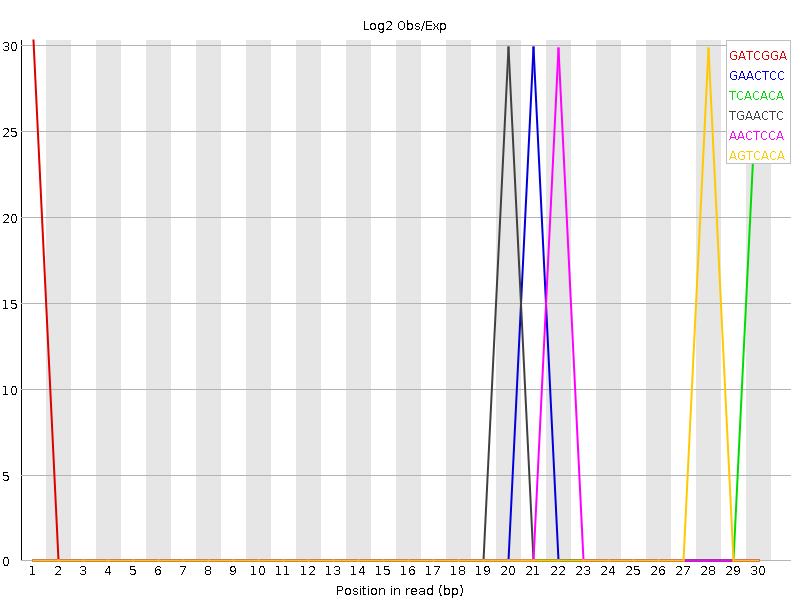 Log2 Obs/Exp
30
25
20
15
10
5
0
GATCGGA
GAACTCC
TCACACA
TGAACTC
AACTCCA
AGTCACA
1 2 3 4 5 6 7 8 9 10 11 12 13 14 15 16 17 18 19 20 21 22 23 24 25 26 27 28 29 30
Position in read (bp)